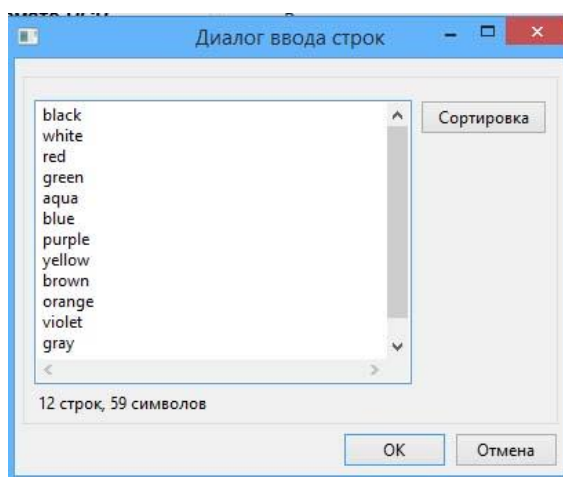 Диалог ввода строк
black
Сортировка
white
red
green
aqua
blue
purple
yellow
brown
orange
violet
gray
12 строк, 59 символов
OK
Отмена